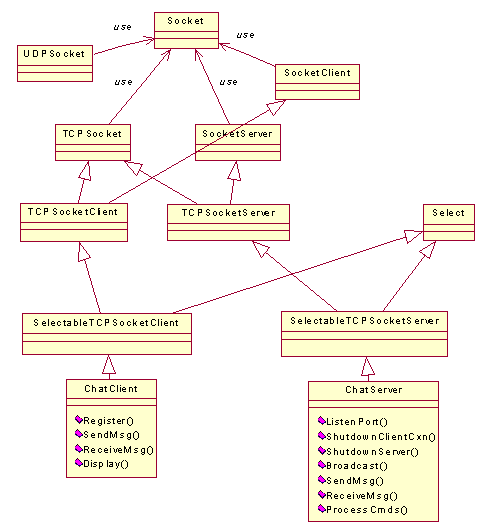 Socket
use
use
UDPSocket
SocketClient
use
use
TCPSocket
SocketServer
TCPSocketClient
TCPSocketServer
Select
SelectableTCPSocketClient
SelectableTCPSocketServer
ChatClient
Register()
SendMsg()
ReceiveMsg()
Display()
ChatServer
ListenPort()
ShutdownClientCxn()
ShutdownServer()
Broadcast()
SendMsg()
ReceiveMsg()
ProcessCmds()